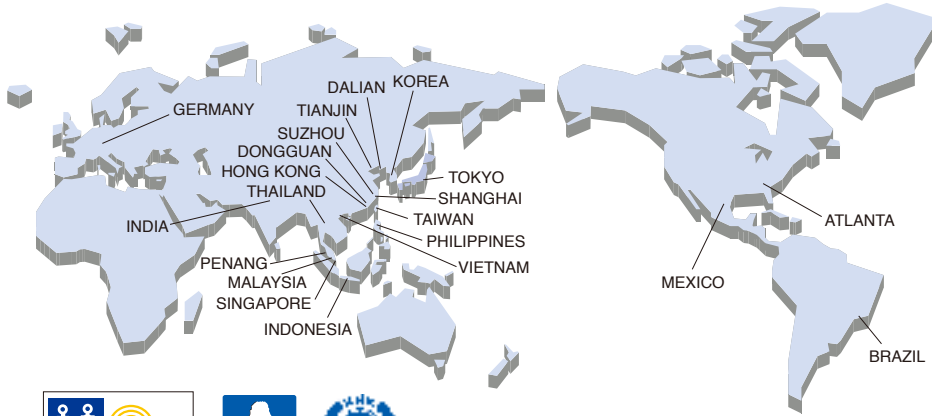 KOREA
DALIAN
TIANJIN
GERMANY
SUZHOU
DONGGUAN
HONG KONG
TOKYO
THAILAND
SHANGHAI
INDIA
TAIWAN
ATLANTA
PHILIPPINES
PENANG
VIETNAM
MALAYSIA
MEXICO
SINGAPORE
INDONESIA
BRAZIL